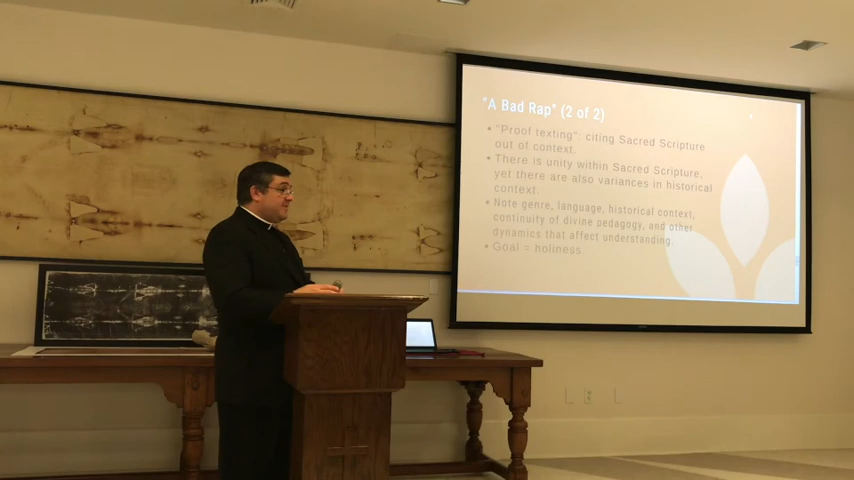 "A Bad Rap" (2 of 2)
• "Proof texting": citing Sacred Scripture
out of context.
• There is unity within Sacred Scripture,
yet there are also variances in historical
context.
• Note genre, language, historical context,
continuity of divine pedagogy, and other
dynamics that affect understanding.
• Goal = holiness.